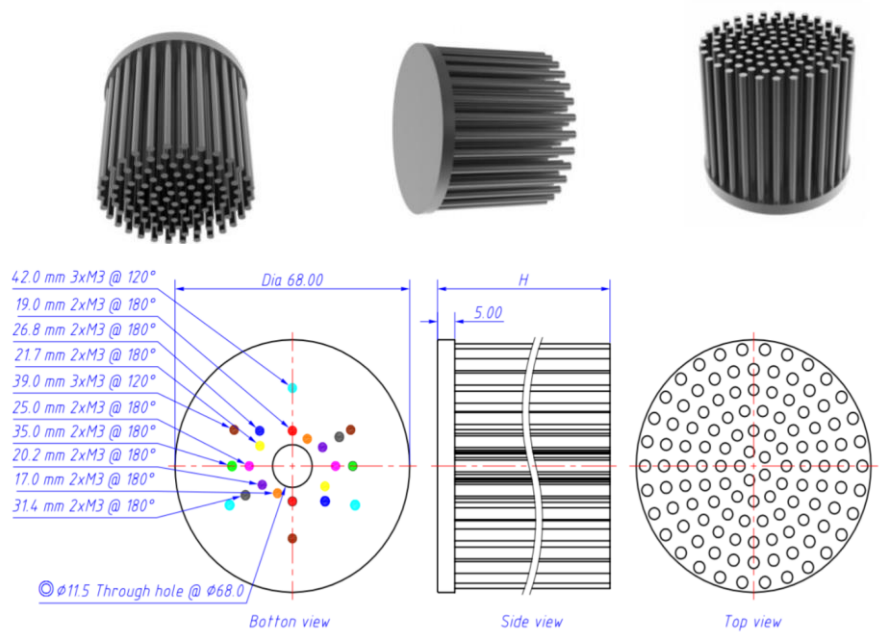 42.0 mm 3xM3 @ 120°
19.0 mm 2xM3 @ 180°
26.8 mm 2xM3 @ 180°
21.7 mm 2xM3 @ 180°
39.0 mm 3xM3 @ 120°
25.0 mm 2xM3 @ 180°
35.0 mm 2xM3 @ 180°
20.2 mm 2xM3 @ 180°
17.0 mm 2xM3 @ 180°
31.4 mm 2xM3 @ 180°
Dia 68.00
H
5.00
ø11.5 Through hole @ ø68.0
Botton view
Side view
Top view